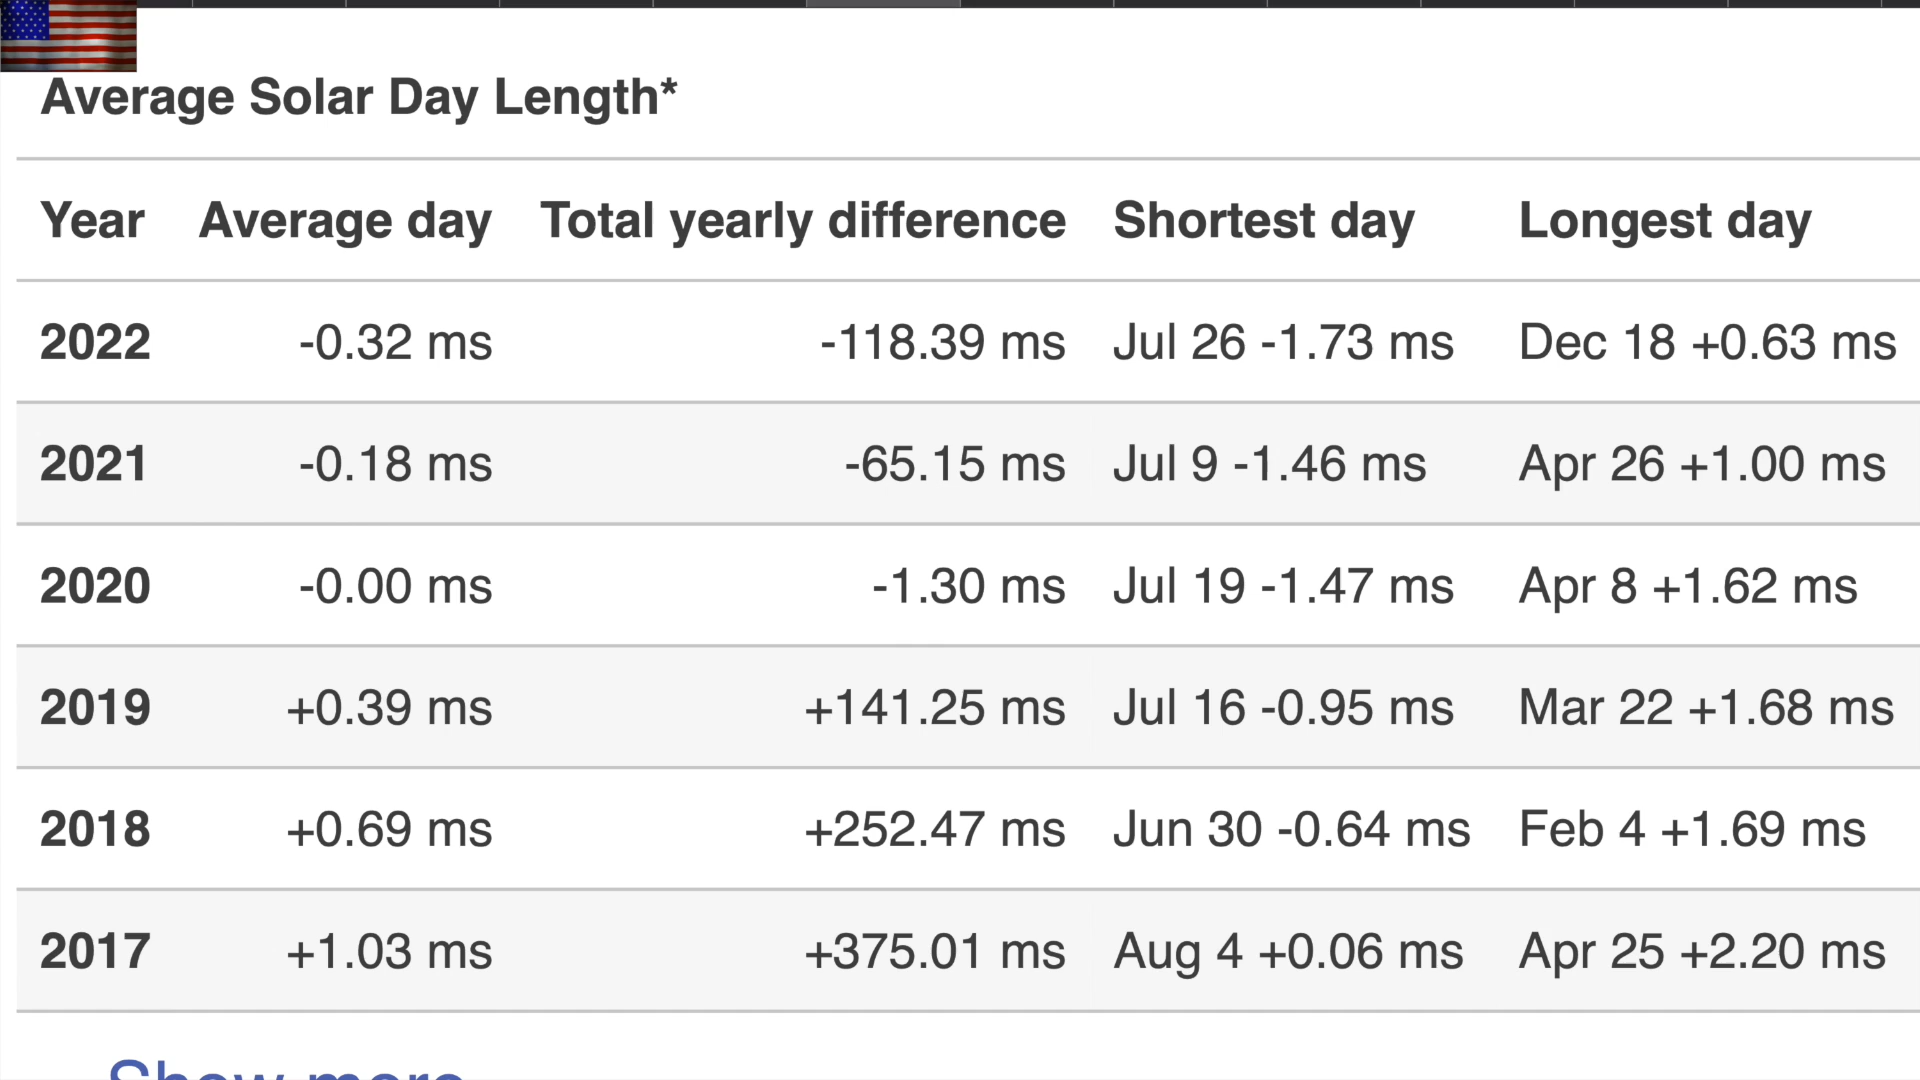 Average Solar Day Length*
Year Average day Total yearly difference Shortest day Longest day
2022 -0.32 ms -118.39 ms Jul 26 -1.73 ms Dec 18 +0.63 ms
2021 -0.18 ms -65.15 ms Jul 9 -1.46 ms Apr 26 +1.00 ms
2020 -0.00 ms -1.30 ms Jul 19 -1.47 ms Apr 8 +1.62 ms
2019 +0.39 ms +141.25 ms Jul 16 -0.95 ms Mar 22 +1.68 ms
2018 +0.69 ms +252.47 ms Jun 30 -0.64 ms Feb 4 +1.69 ms
2017 +1.03 ms +375.01 ms Aug 4 +0.06 ms Apr 25 +2.20 ms
Show more